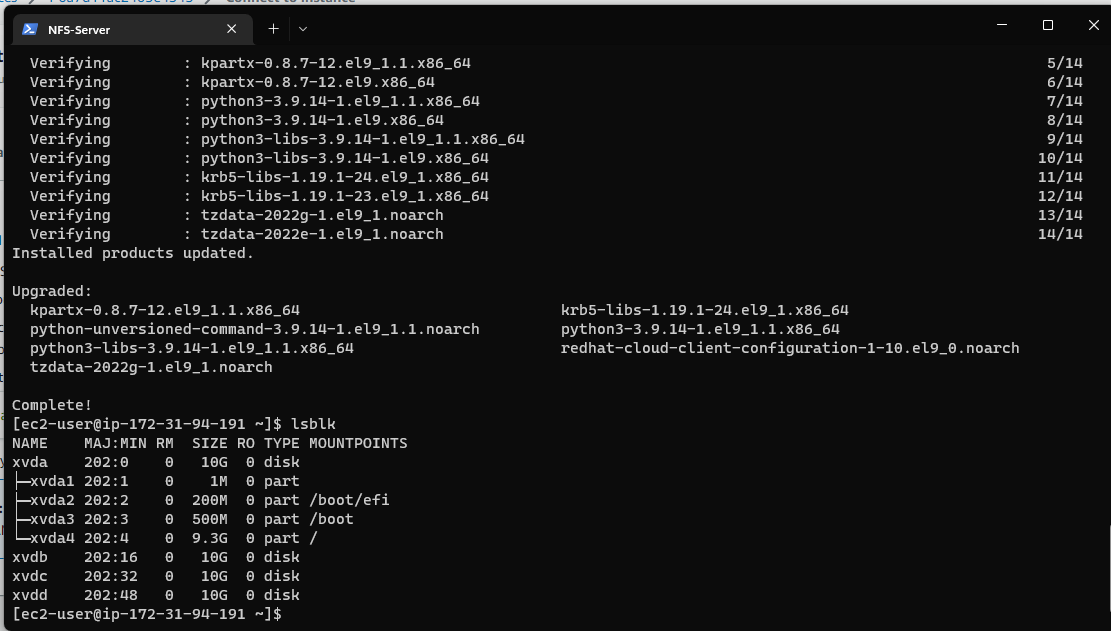 Connect to instance
NFS-Server
Verifying : kpartx-0.8.7-12.el9_1.1.x86_64 5/14
Verifying : kpartx-0.8.7-12.el9.x86_64 6/14
Verifying : python3-3.9.14-1.el9_1.1.x86_64 7/14
Verifying : python3-3.9.14-1.el9.x86_64 8/14
Verifying : python3-libs-3.9.14-1.el9_1.1.x86_64 9/14
Verifying : python3-libs-3.9.14-1.el9.x86_64 10/14
Verifying : krb5-libs-1.19.1-24.el9_1.x86_64 11/14
Verifying : krb5-libs-1.19.1-23.el9_1.x86_64 12/14
Verifying : tzdata-2022g-1.el9_1.noarch 13/14
Verifying : tzdata-2022e-1.el9_1.noarch 14/14
Installed products updated.
Upgraded:
kpartx-0.8.7-12.el9_1.1.x86_64 krb5-libs-1.19.1-24.el9_1.x86_64
python-unversioned-command-3.9.14-1.el9_1.1.noarch python3-3.9.14-1.el9_1.1.x86_64
python3-libs-3.9.14-1.el9_1.1.x86_64 redhat-cloud-client-configuration-1-10.el9_0.noarch
tzdata-2022g-1.el9_1.noarch
Complete!
[ec2-user@ip-172-31-94-191 ~]$ lsblk
NAME MAJ:MIN RM SIZE RO TYPE MOUNTPOINTS
xvda 202:0 0 10G 0 disk
├─xvda1 202:1 0 1M 0 part
├─xvda2 202:2 0 200M 0 part /boot/efi
├─xvda3 202:3 0 500M 0 part /boot
└─xvda4 202:4 0 9.3G 0 part /
xvdb 202:16 0 10G 0 disk
xvdc 202:32 0 10G 0 disk
xvdd 202:48 0 10G 0 disk
[ec2-user@ip-172-31-94-191 ~]$